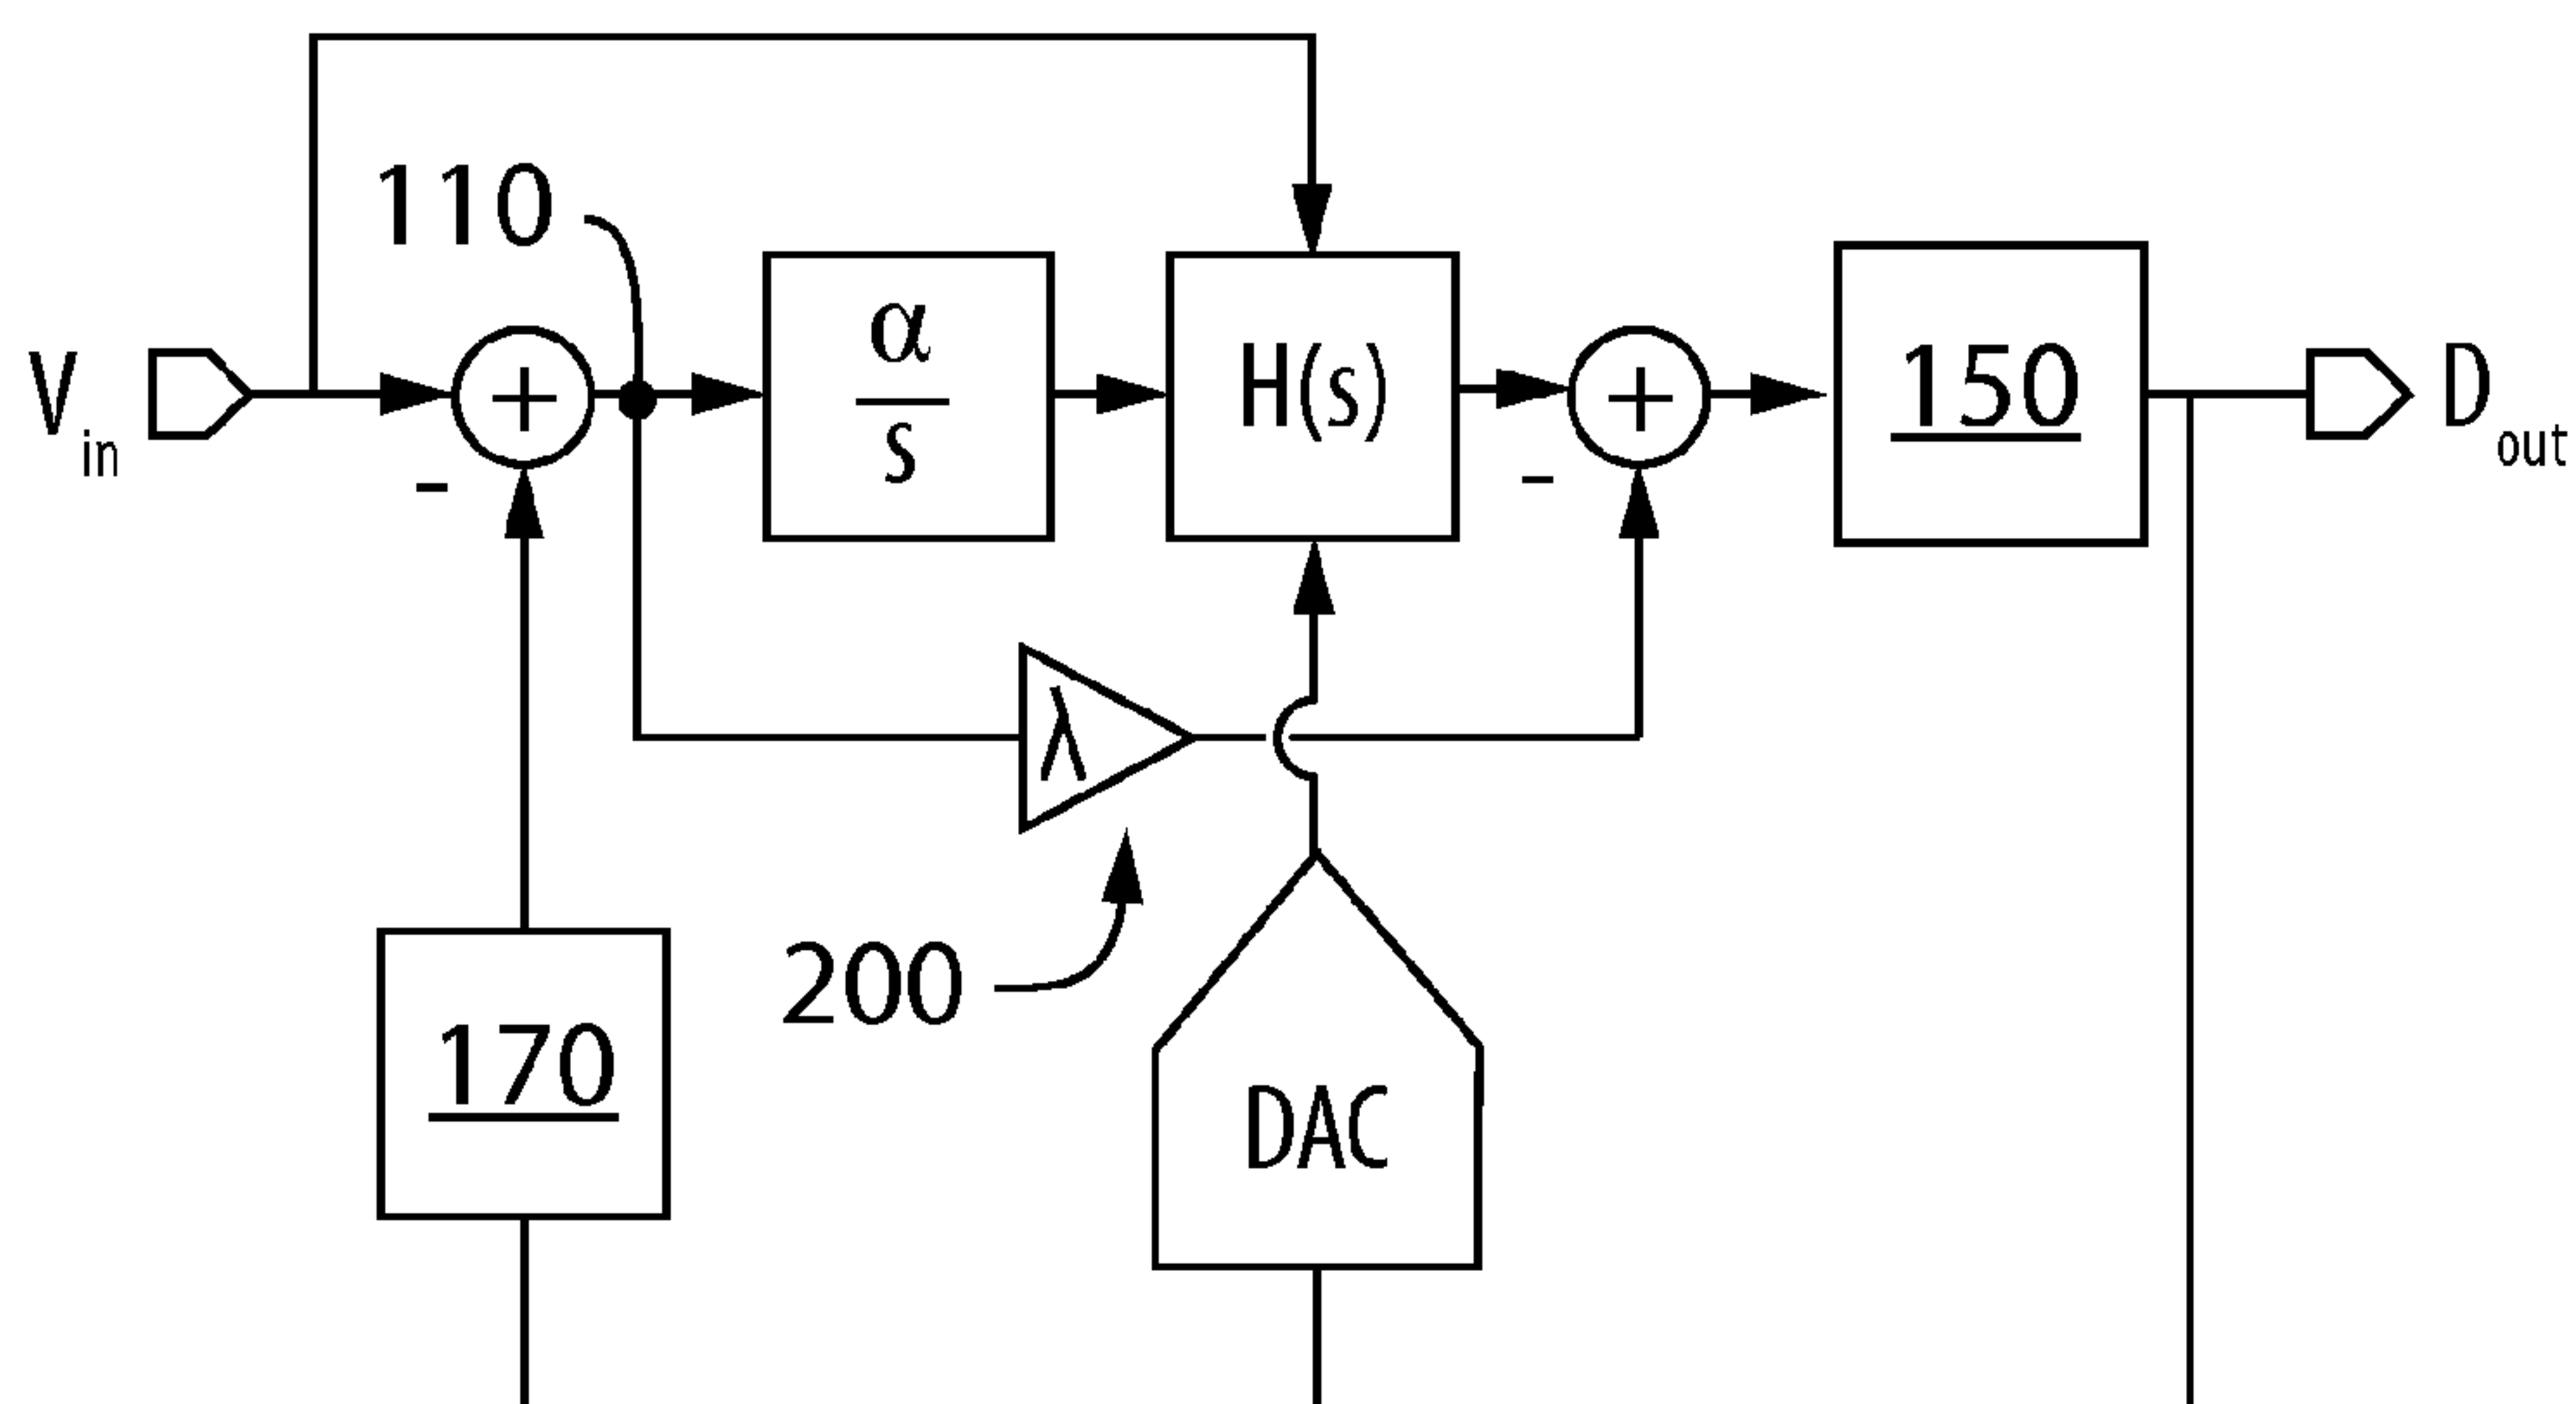 110
V in
+
-
α
s
H(s)
+
-
150
D out
λ
200
170
DAC